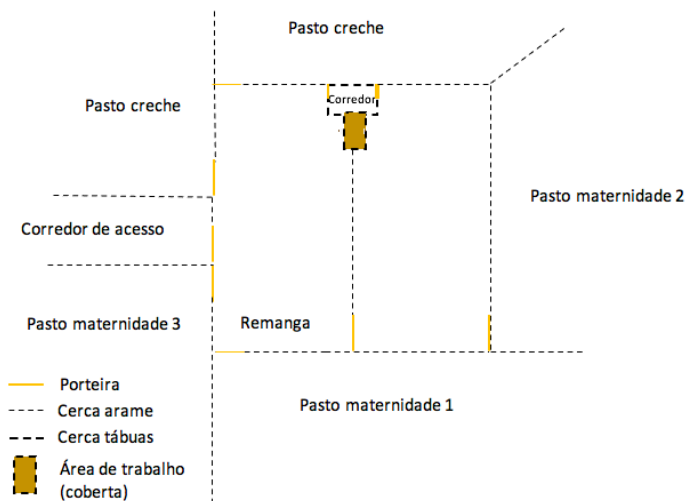 Pasto creche
Corredor
Pasto creche
Pasto maternidade 2
Corredor de acesso
Pasto maternidade 3
Remanga
Pasto maternidade 1
Porteira
Cerca arame
Cerca tábuas
Área de trabalho
(coberta)